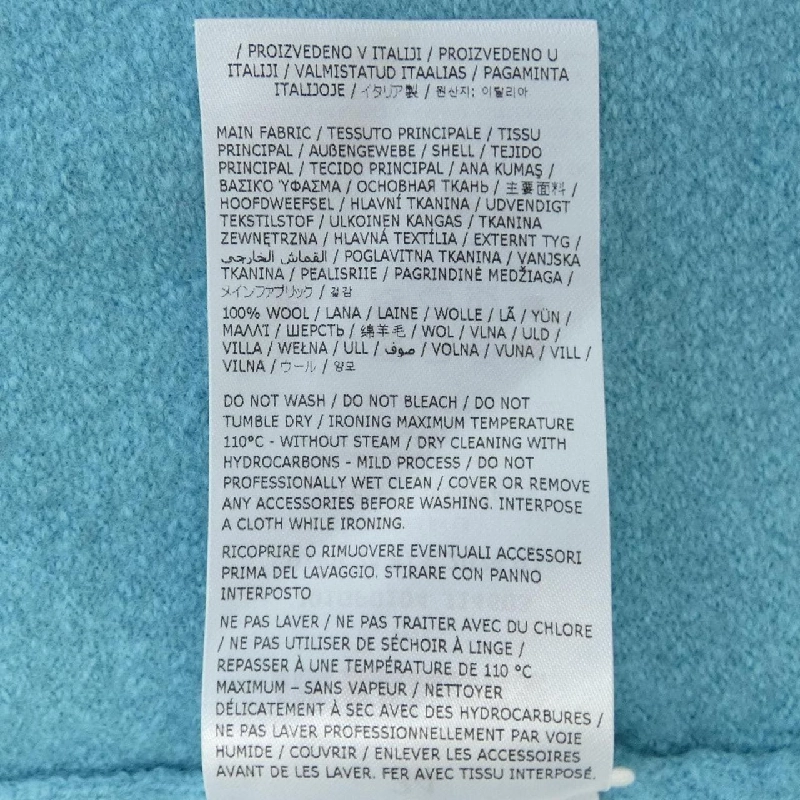 / PROIZVEDENO V ITALIJI / PROIZVEDENO U
ITALIJI / VALMISTATUD ITAALIAS / PAGAMINTA
ITALIJOJE / イタリア製 / 원산지: 이탈리아
MAIN FABRIC / TESSUTO PRINCIPALE / TISSU
PRINCIPAL / AUßENGEWEBE / SHELL / TEJIDO
PRINCIPAL / TECIDO PRINCIPAL / ANA KUMAŞ /
ΒΑΣΙΚΌ ΎΦΑΣΜΑ / ОСНОВНАЯ ТКАНЬ / 主要面料 /
HOOFDWEEFSEL / HLAVNÍ TKANINA / UDVENDIGT
TEKSTILSTOF / ULKOINEN KANGAS / TKANINA
ZEWNĘTRZNA / HLAVNÁ TEXTÍLIA / EXTERNT TYG /
القماش الخارجي / POGLAVITNA TKANINA / VANJSKA
TKANINA / PEALISRIIE / PAGRINDINĖ MEDŽIAGA /
メインファブリック / 겉감
100% WOOL / LANA / LAINE / WOLLE / LÃ / YÜN /
ΜΑΛΛΊ / ШЕРСТЬ / 绵羊毛 / WOL / VLNA / ULD /
VILLA / WEŁNA / ULL / صوف / VOLNA / VUNA / VILL /
VILNA / ウール / 양모
DO NOT WASH / DO NOT BLEACH / DO NOT
TUMBLE DRY / IRONING MAXIMUM TEMPERATURE
110°C - WITHOUT STEAM / DRY CLEANING WITH
HYDROCARBONS - MILD PROCESS / DO NOT
PROFESSIONALLY WET CLEAN / COVER OR REMOVE
ANY ACCESSORIES BEFORE WASHING. INTERPOSE
A CLOTH WHILE IRONING.
RICOPRIRE O RIMUOVERE EVENTUALI ACCESSORI
PRIMA DEL LAVAGGIO. STIRARE CON PANNO
INTERPOSTO
NE PAS LAVER / NE PAS TRAITER AVEC DU CHLORE
/ NE PAS UTILISER DE SÉCHOIR À LINGE /
REPASSER À UNE TEMPÉRATURE DE 110 °C
MAXIMUM – SANS VAPEUR / NETTOYER
DÉLICATEMENT À SEC AVEC DES HYDROCARBURES /
NE PAS LAVER PROFESSIONNELLEMENT PAR VOIE
HUMIDE / COUVRIR / ENLEVER LES ACCESSOIRES
AVANT DE LES LAVER. FER AVEC TISSU INTERPOSÉ.